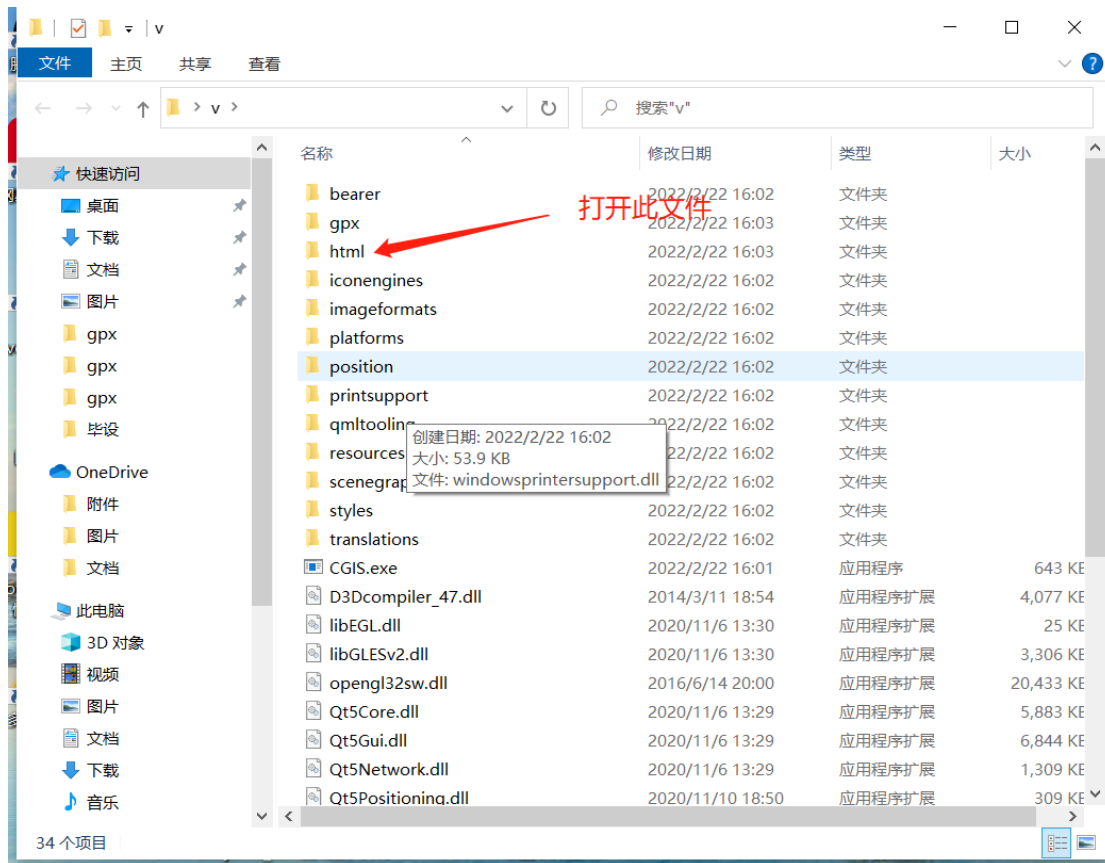 v
文件 主页 共享 查看
v
搜索"v"
名称 修改日期 类型 大小
快速访问
桌面
下载
文档
图片
gpx
gpx
gpx
毕设
OneDrive
附件
图片
文档
此电脑
3D 对象
视频
图片
文档
下载
音乐
打开此文件
bearer 2022/2/22 16:02 文件夹
gpx 2022/2/22 16:03 文件夹
html 2022/2/22 16:03 文件夹
iconengines 2022/2/22 16:02 文件夹
imageformats 2022/2/22 16:02 文件夹
platforms 2022/2/22 16:02 文件夹
position 2022/2/22 16:02 文件夹
printsupport 2022/2/22 16:02 文件夹
qmltooling 2022/2/22 16:02 文件夹
创建日期: 2022/2/22 16:02
大小: 53.9 KB
文件: windowsprintersupport.dll
resources 22/2/22 16:02 文件夹
scenegrap 22/2/22 16:02 文件夹
styles 2022/2/22 16:02 文件夹
translations 2022/2/22 16:02 文件夹
CGIS.exe 2022/2/22 16:01 应用程序 643 KB
D3Dcompiler_47.dll 2014/3/11 18:54 应用程序扩展 4,077 KB
libEGL.dll 2020/11/6 13:30 应用程序扩展 25 KB
libGLESv2.dll 2020/11/6 13:30 应用程序扩展 3,306 KB
opengl32sw.dll 2016/6/14 20:00 应用程序扩展 20,433 KB
Qt5Core.dll 2020/11/6 13:29 应用程序扩展 5,883 KB
Qt5Gui.dll 2020/11/6 13:29 应用程序扩展 6,844 KB
Qt5Network.dll 2020/11/6 13:29 应用程序扩展 1,309 KB
Qt5Positioning.dll 2020/11/10 18:50 应用程序扩展 309 KB
34 个项目